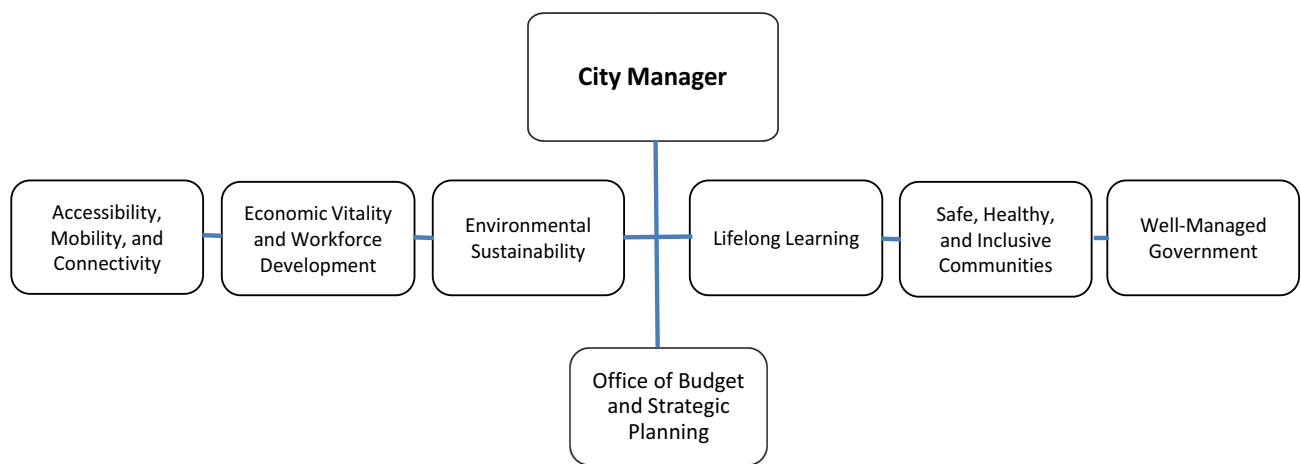 City Manager
Accessibility,
Mobility, and
Connectivity
Economic Vitality
and Workforce
Development
Environmental
Sustainability
Lifelong Learning
Safe, Healthy,
and Inclusive
Communities
Well-Managed
Government
Office of Budget
and Strategic
Planning